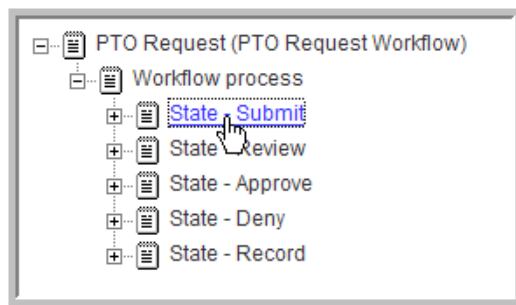 PTO Request (PTO Request Workflow)
Workflow process
State - Submit
State - Review
State - Approve
State - Deny
State - Record